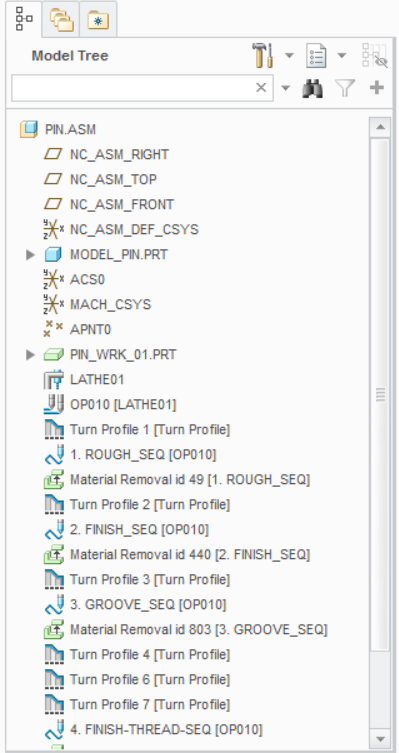 Model Tree
PIN.ASM
NC_ASM_RIGHT
NC_ASM_TOP
NC_ASM_FRONT
NC_ASM_DEF_CSYS
MODEL_PIN.PRT
ACS0
MACH_CSYS
APNT0
PIN_WRK_01.PRT
LATHE01
OP010 [LATHE01]
Turn Profile 1 [Turn Profile]
1. ROUGH_SEQ [OP010]
Material Removal id 49 [1. ROUGH_SEQ]
Turn Profile 2 [Turn Profile]
2. FINISH_SEQ [OP010]
Material Removal id 440 [2. FINISH_SEQ]
Turn Profile 3 [Turn Profile]
3. GROOVE_SEQ [OP010]
Material Removal id 803 [3. GROOVE_SEQ]
Turn Profile 4 [Turn Profile]
Turn Profile 6 [Turn Profile]
Turn Profile 7 [Turn Profile]
4. FINISH-THREAD-SEQ [OP010]